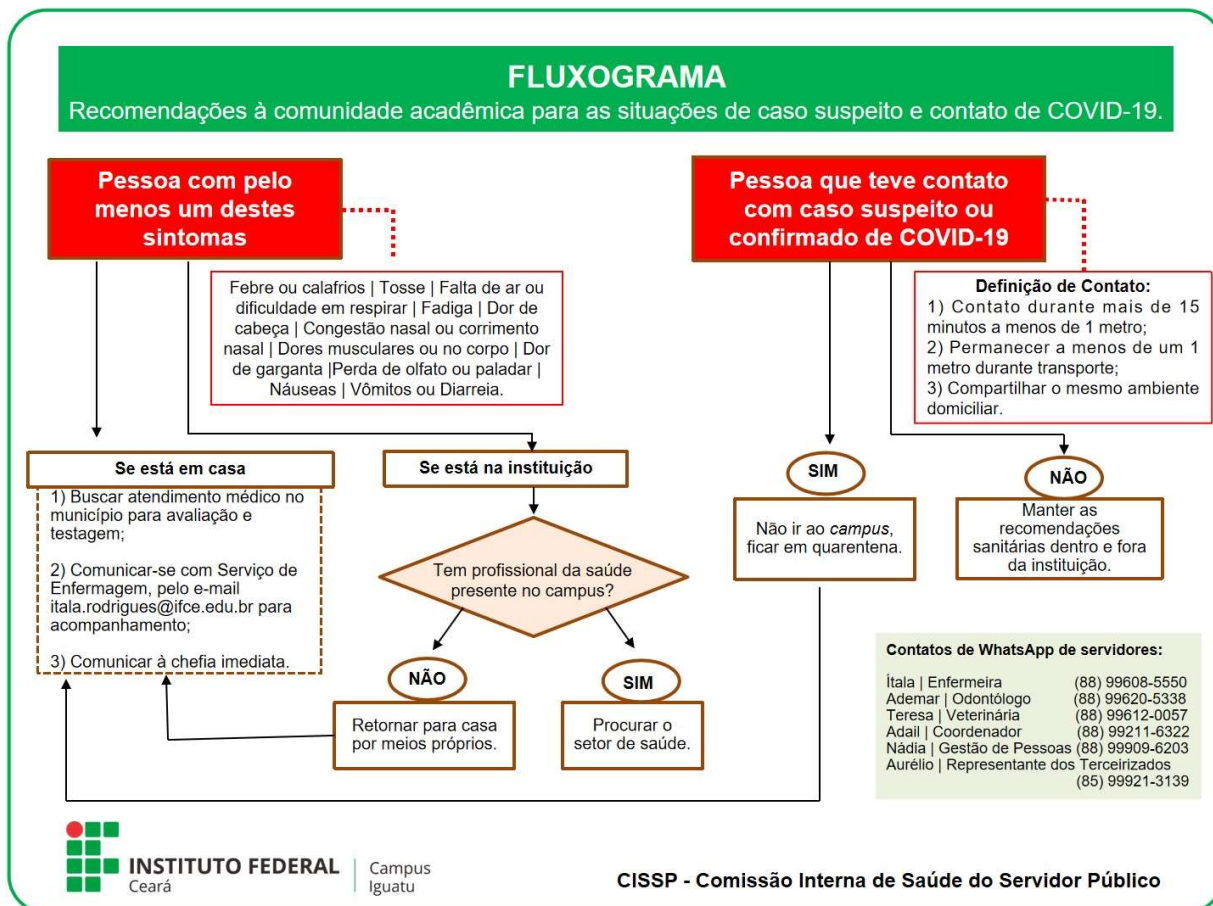 FLUXOGRAMA
Recomendações à comunidade acadêmica para as situações de caso suspeito e contato de COVID-19.
Pessoa com pelo
menos um destes
sintomas
Febre ou calafrios | Tosse | Falta de ar ou
dificuldade em respirar | Fadiga | Dor de
cabeça | Congestão nasal ou corrimento
nasal | Dores musculares ou no corpo | Dor
de garganta |Perda de olfato ou paladar |
Náuseas | Vômitos ou Diarreia.
Pessoa que teve contato
com caso suspeito ou
confirmado de COVID-19
Definição de Contato:
1) Contato durante mais de 15
minutos a menos de 1 metro;
2) Permanecer a menos de um 1
metro durante transporte;
3) Compartilhar o mesmo ambiente
domiciliar.
Se está em casa
1) Buscar atendimento médico no
município para avaliação e
testagem;
2) Comunicar-se com Serviço de
Enfermagem, pelo e-mail
itala.rodrigues@ifce.edu.br para
acompanhamento;
3) Comunicar à chefia imediata.
Se está na instituição
Tem profissional da saúde
presente no campus?
NÃO
Retornar para casa
por meios próprios.
SIM
Procurar o
setor de saúde.
SIM
Não ir ao campus,
ficar em quarentena.
NÃO
Manter as
recomendações
sanitárias dentro e fora
da instituição.
Contatos de WhatsApp de servidores:
Ítala | Enfermeira (88) 99608-5550
Ademar | Odontólogo (88) 99620-5338
Teresa | Veterinária (88) 99612-0057
Adail | Coordenador (88) 99211-6322
Nádia | Gestão de Pessoas (88) 99909-6203
Aurélio | Representante dos Terceirizados
(85) 99921-3139
INSTITUTO FEDERAL
Ceará
Campus
Iguatu
CISSP - Comissão Interna de Saúde do Servidor Público